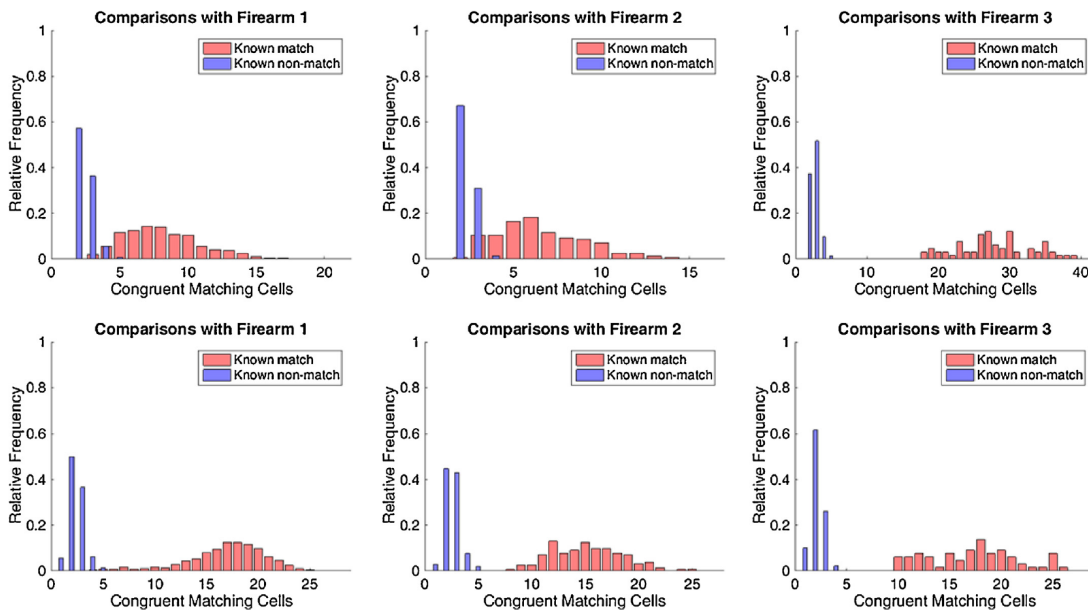 Comparisons with Firearm 1
Comparisons with Firearm 2
Comparisons with Firearm 3
Known match
Known non-match
Known match
Known non-match
Known match
Known non-match
Relative Frequency
1
0.8
0.6
0.4
0.2
0
Relative Frequency
1
0.8
0.6
0.4
0.2
0
Relative Frequency
1
0.8
0.6
0.4
0.2
0
0 5 10 15 20
5 10 15
0 10 20 30 40
Congruent Matching Cells
Congruent Matching Cells
Congruent Matching Cells
Comparisons with Firearm 1
Comparisons with Firearm 2
Comparisons with Firearm 3
Known match
Known non-match
Known match
Known non-match
Known match
Known non-match
Relative Frequency
1
0.8
0.6
0.4
0.2
0
Relative Frequency
1
0.8
0.6
0.4
0.2
0
Relative Frequency
1
0.8
0.6
0.4
0.2
0
0 5 10 15 20 25
0 5 10 15 20 25
0 5 10 15 20 25
Congruent Matching Cells
Congruent Matching Cells
Congruent Matching Cells